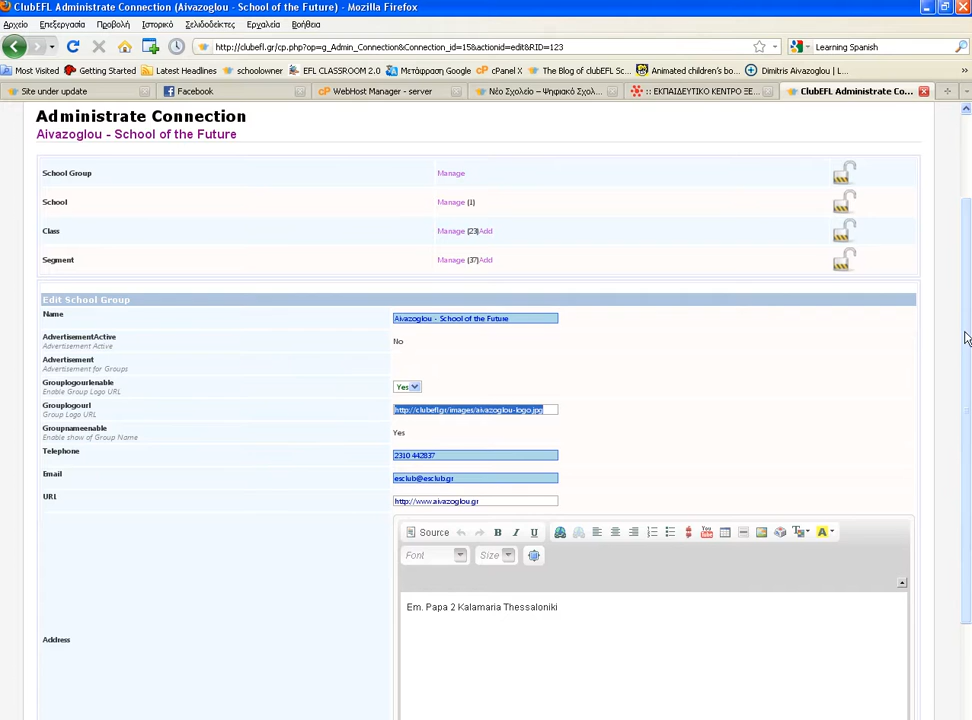 ClubEFL Administrate Connection (Aivazoglou - School of the Future) - Mozilla Firefox
Αρχείο Επεξεργασία Προβολή Ιστορικό Σελιδοδείκτες Εργαλεία Βοήθεια
http://clubefl.gr/cp.php?op=g_Admin_Connection&Connection_id=15&actionid=edit&RID=123
Learning Spanish
Most Visited Getting Started Latest Headlines schoolowner EFL CLASSROOM 2.0 Μετάφραση Google cPanel X The Blog of clubEFL Sc... Animated children's bo... Dimitris Aivazoglou | L...
Site under update Facebook WebHost Manager - server Νέο Σχολείο – Ψηφιακό Σχολ... :: ΕΚΠΑΙΔΕΥΤΙΚΟ ΚΕΝΤΡΟ ΞΕ... ClubEFL Administrate Co...
Administrate Connection
Aivazoglou - School of the Future
School Group Manage
School Manage (1)
Class Manage (23)Add
Segment Manage (37)Add
Edit School Group
Name Aivazoglou - School of the Future
AdvertisementActive
Advertisement Active
No
Advertisement
Advertisement for Groups
Grouplogourlenable
Enable Group Logo URL
Yes
Grouplogourl
Group Logo URL
http://clubefl.gr/images/aivazoglou-logo.jpg
Groupnameenable
Enable show of Group Name
Yes
Telephone 2310 442837
Email esclub@esclub.gr
URL http://www.aivazoglou.gr
Source B I U You Tube T A
Font Size
Em. Papa 2 Kalamaria Thessaloniki
Address